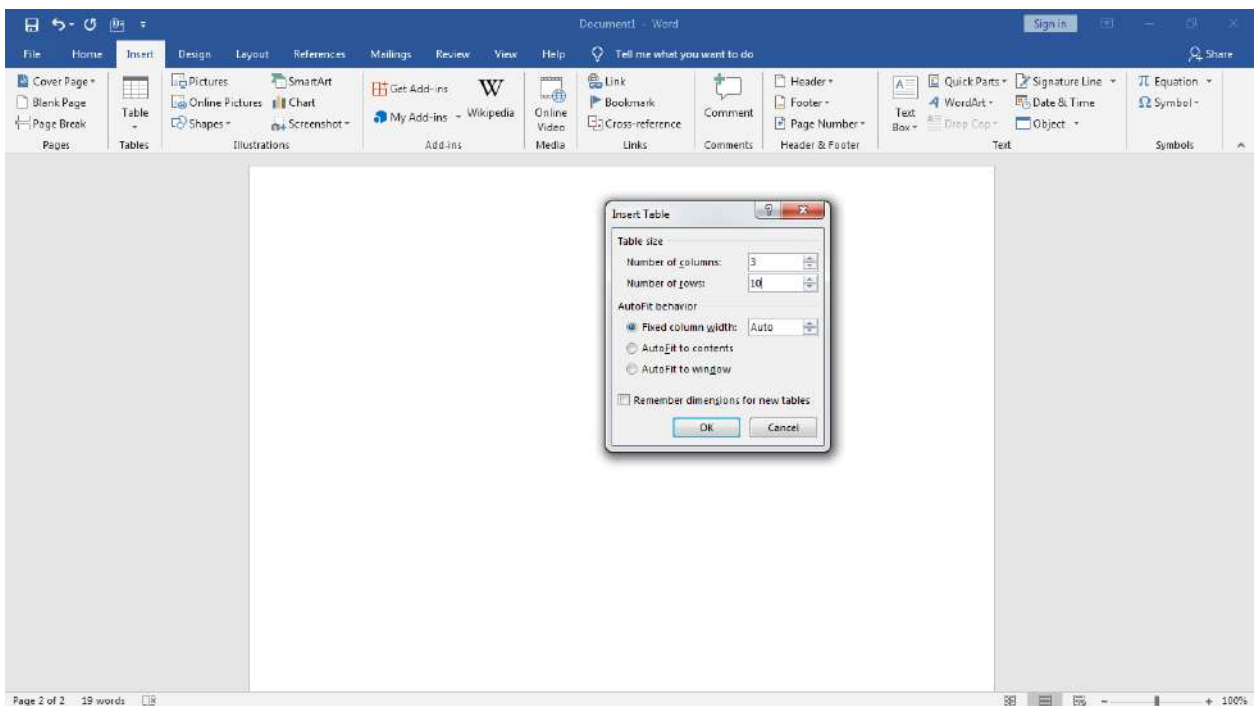 Document1 - Word
Sign in
File Home Insert Design Layout References Mailings Review View Help Tell me what you want to do Share
Cover Page
Blank Page
Page Break
Pages
Table
Tables
Pictures
Online Pictures
Shapes
SmartArt
Chart
Screenshot
Illustrations
Get Add-ins
My Add-ins
W
Wikipedia
Add-ins
Online
Video
Media
Link
Bookmark
Cross-reference
Links
Comment
Comments
Header
Footer
Page Number
Header & Footer
Text
Box
Quick Parts
WordArt
Drop Cap
Signature Line
Date & Time
Object
Text
π Equation
Ω Symbol
Symbols
Insert Table
Table size
Number of columns: 3
Number of rows: 10
AutoFit behavior
Fixed column width: Auto
AutoFit to contents
AutoFit to window
Remember dimensions for new tables
OK Cancel
Page 2 of 2 19 words 100%